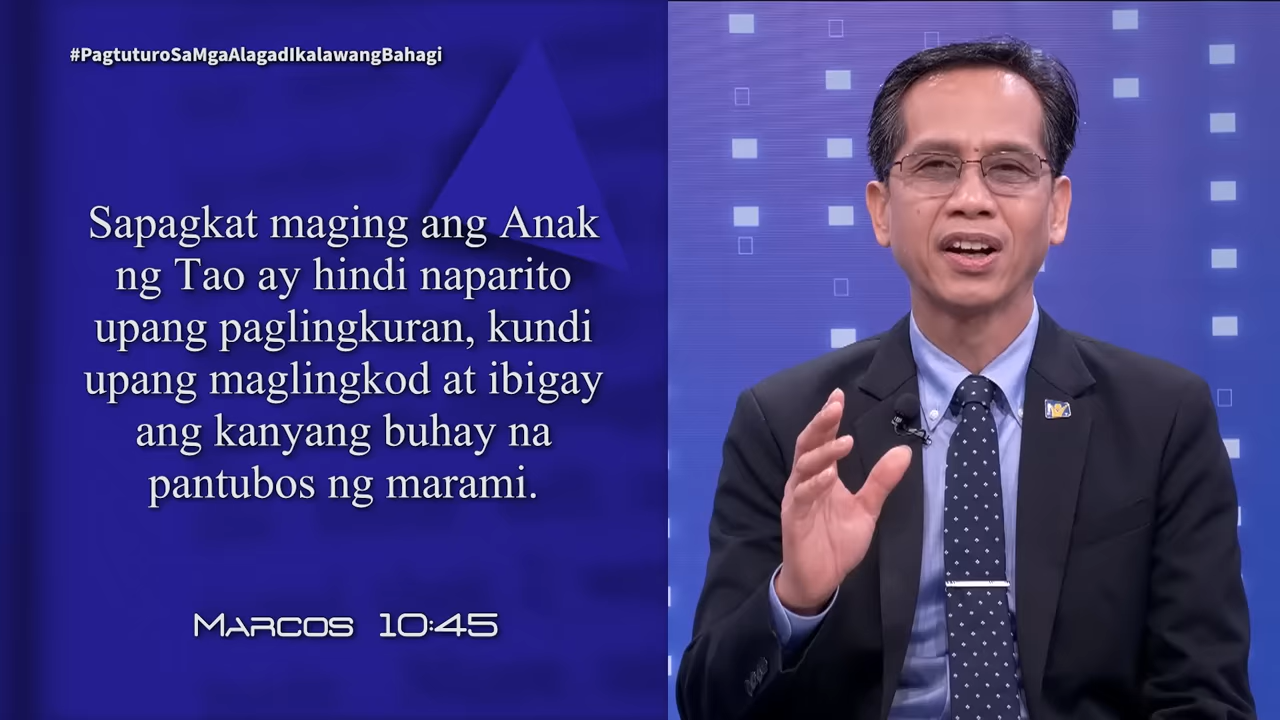 #PagtuturoSaMgaAlagadIkalawangBahagi
Sapagkat maging ang Anak
ng Tao ay hindi naparito
upang paglingkuran, kundi
upang maglingkod at ibigay
ang kanyang buhay na
pantubos ng marami.
Marcos 10:45